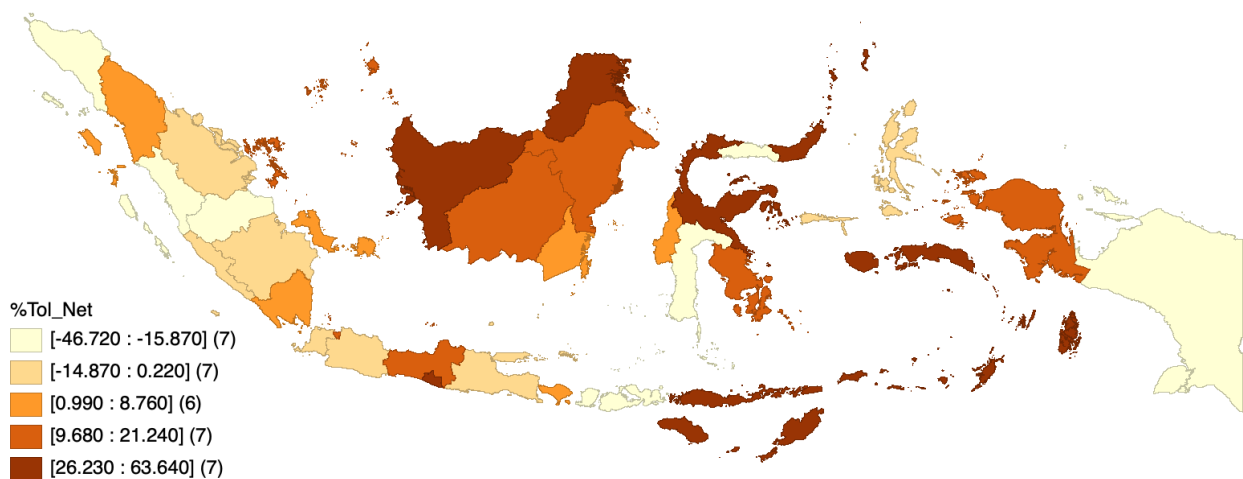 %Tol_Net
[-46.720 : -15.870] (7)
[-14.870 : 0.220] (7)
[0.990 : 8.760] (6)
[9.680 : 21.240] (7)
[26.230 : 63.640] (7)